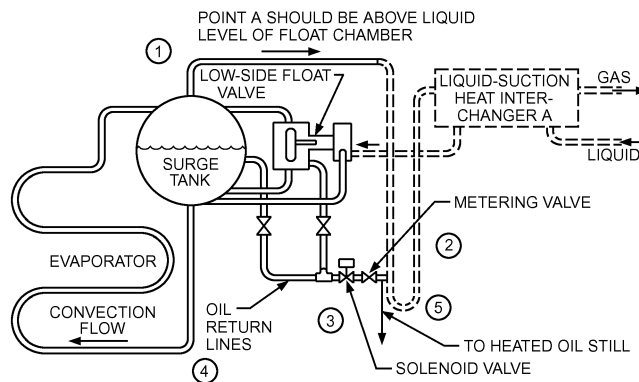 POINT A SHOULD BE ABOVE LIQUID
LEVEL OF FLOAT CHAMBER
1
LOW-SIDE FLOAT
VALVE
LIQUID-SUCTION
HEAT INTER-
CHANGER A
GAS
LIQUID
SURGE
TANK
METERING VALVE
2
EVAPORATOR
5
CONVECTION
FLOW
OIL
RETURN
LINES
3
TO HEATED OIL STILL
4
SOLENOID VALVE